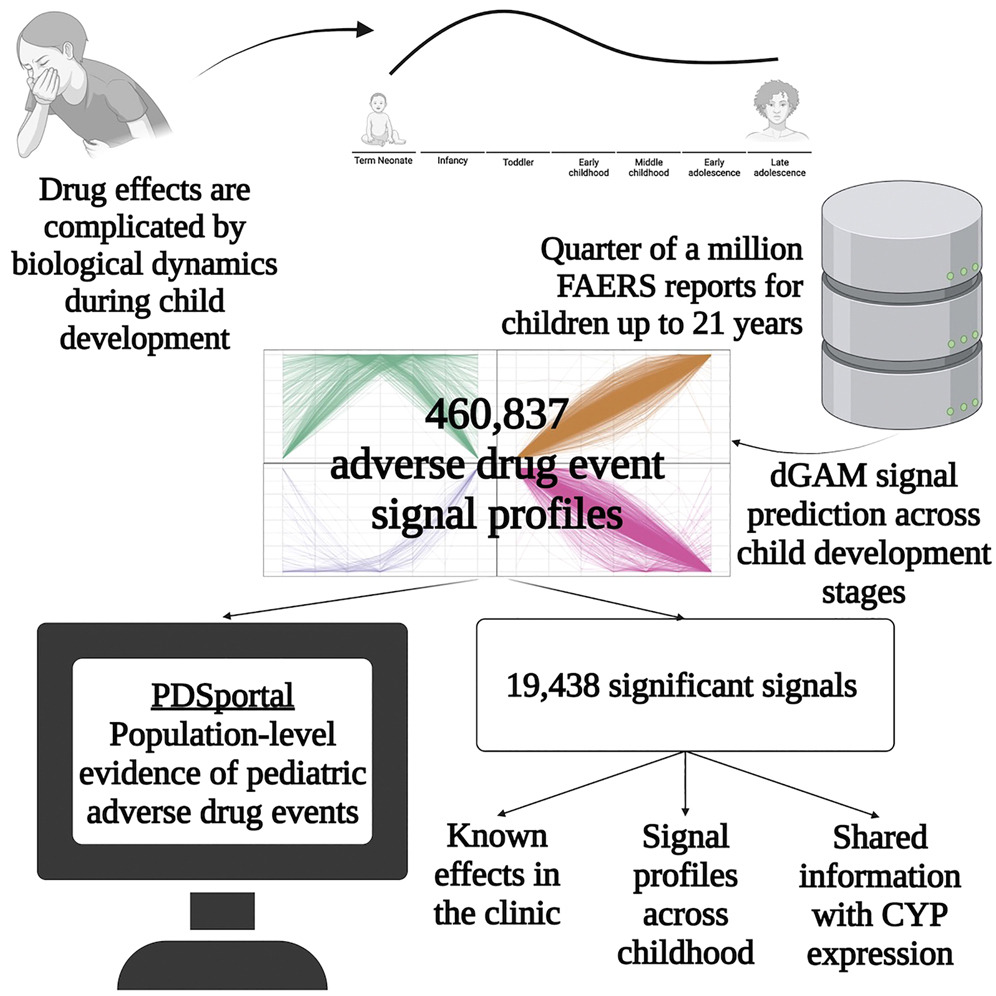 Term Neonate
Infancy
Toddler
Early
childhood
Middle
childhood
Early
adolescence
Late
adolescence
Drug effects are
complicated by
biological dynamics
during child
development
Quarter of a million
FAERS reports for
children up to 21 years
460,837
adverse drug event
signal profiles
dGAM signal
prediction across
child development
stages
PDSportal
Population-level
evidence of pediatric
adverse drug events
19,438 significant signals
Known
effects in
the clinic
Signal
profiles
across
childhood
Shared
information
with CYP
expression